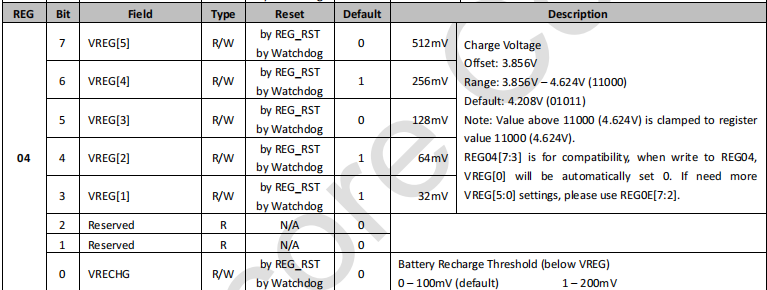 REG Bit Field Type Reset Default Description
7 VREG[5] R/W by REG_RST by Watchdog 0 512mV
6 VREG[4] R/W by REG_RST by Watchdog 1 256mV
5 VREG[3] R/W by REG_RST by Watchdog 0 128mV
04 4 VREG[2] R/W by REG_RST by Watchdog 1 64mV
3 VREG[1] R/W by REG_RST by Watchdog 1 32mV
Charge Voltage
Offset: 3.856V
Range: 3.856V – 4.624V (11000)
Default: 4.208V (01011)
Note: Value above 11000 (4.624V) is clamped to register
value 11000 (4.624V).
REG04[7:3] is for compatibility, when write to REG04,
VREG[0] will be automatically set 0. If need more
VREG[5:0] settings, please use REG0E[7:2].
2 Reserved R N/A 0
1 Reserved R N/A 0
0 VRECHG R/W by REG_RST by Watchdog 0
Battery Recharge Threshold (below VREG)
0 – 100mV (default) 1 – 200mV